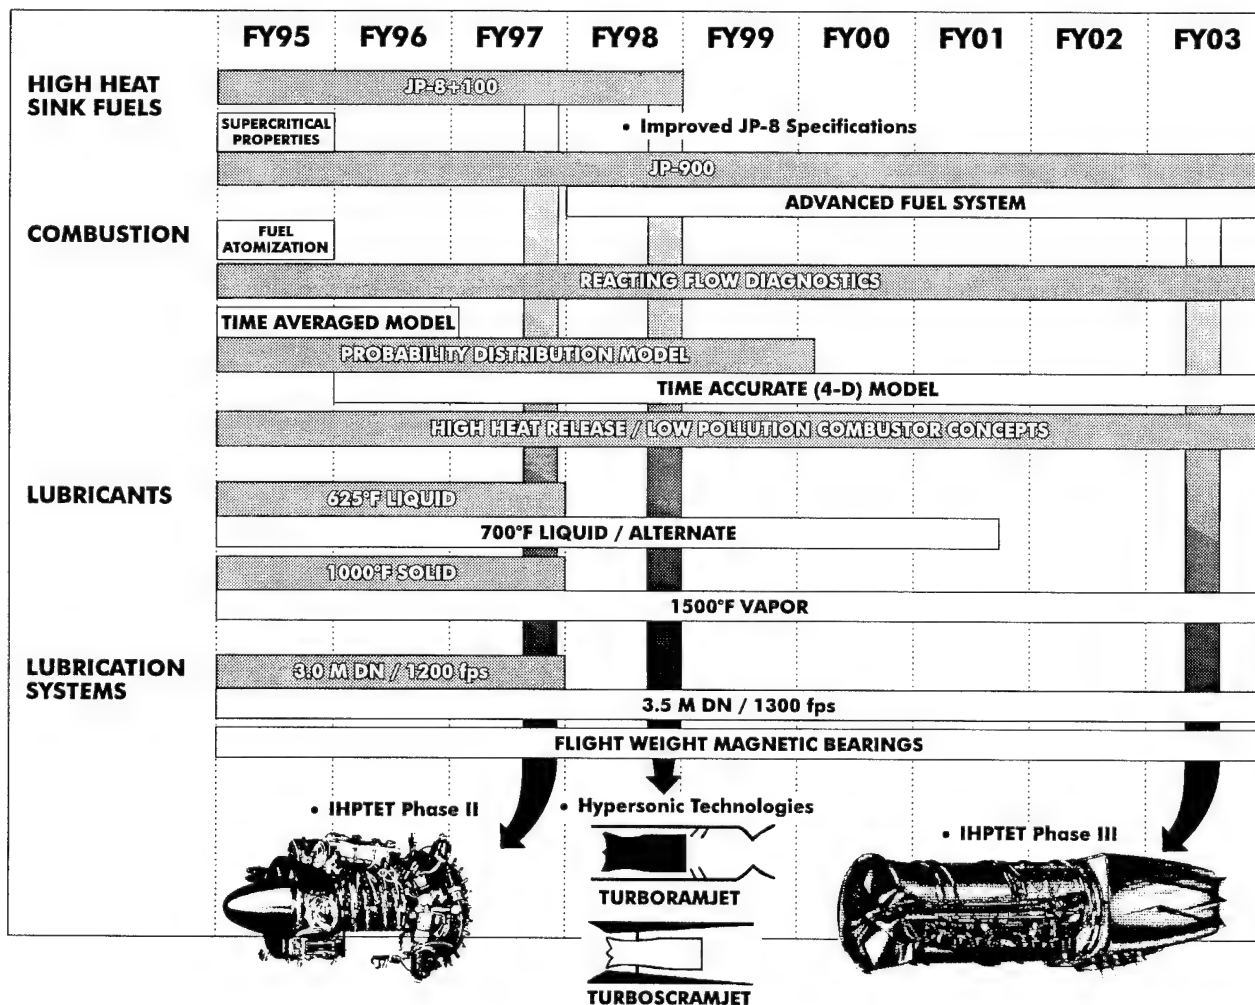 FY95 FY96 FY97 FY98 FY99 FY00 FY01 FY02 FY03
HIGH HEAT
SINK FUELS
JP-8+100
SUPERCRITICAL
PROPERTIES
• Improved JP-8 Specifications
JP-900
ADVANCED FUEL SYSTEM
COMBUSTION
FUEL
ATOMIZATION
REACTING FLOW DIAGNOSTICS
TIME AVERAGED MODEL
PROBABILITY DISTRIBUTION MODEL
TIME ACCURATE (4-D) MODEL
HIGH HEAT RELEASE / LOW POLLUTION COMBUSTOR CONCEPTS
LUBRICANTS
625°F LIQUID
700°F LIQUID / ALTERNATE
1000°F SOLID
1500°F VAPOR
LUBRICATION
SYSTEMS
3.0 M DN / 1200 fps
3.5 M DN / 1300 fps
FLIGHT WEIGHT MAGNETIC BEARINGS
• IHPTET Phase II
• Hypersonic Technologies
• IHPTET Phase III
TURBORAMJET
TURBOSCRAMJET